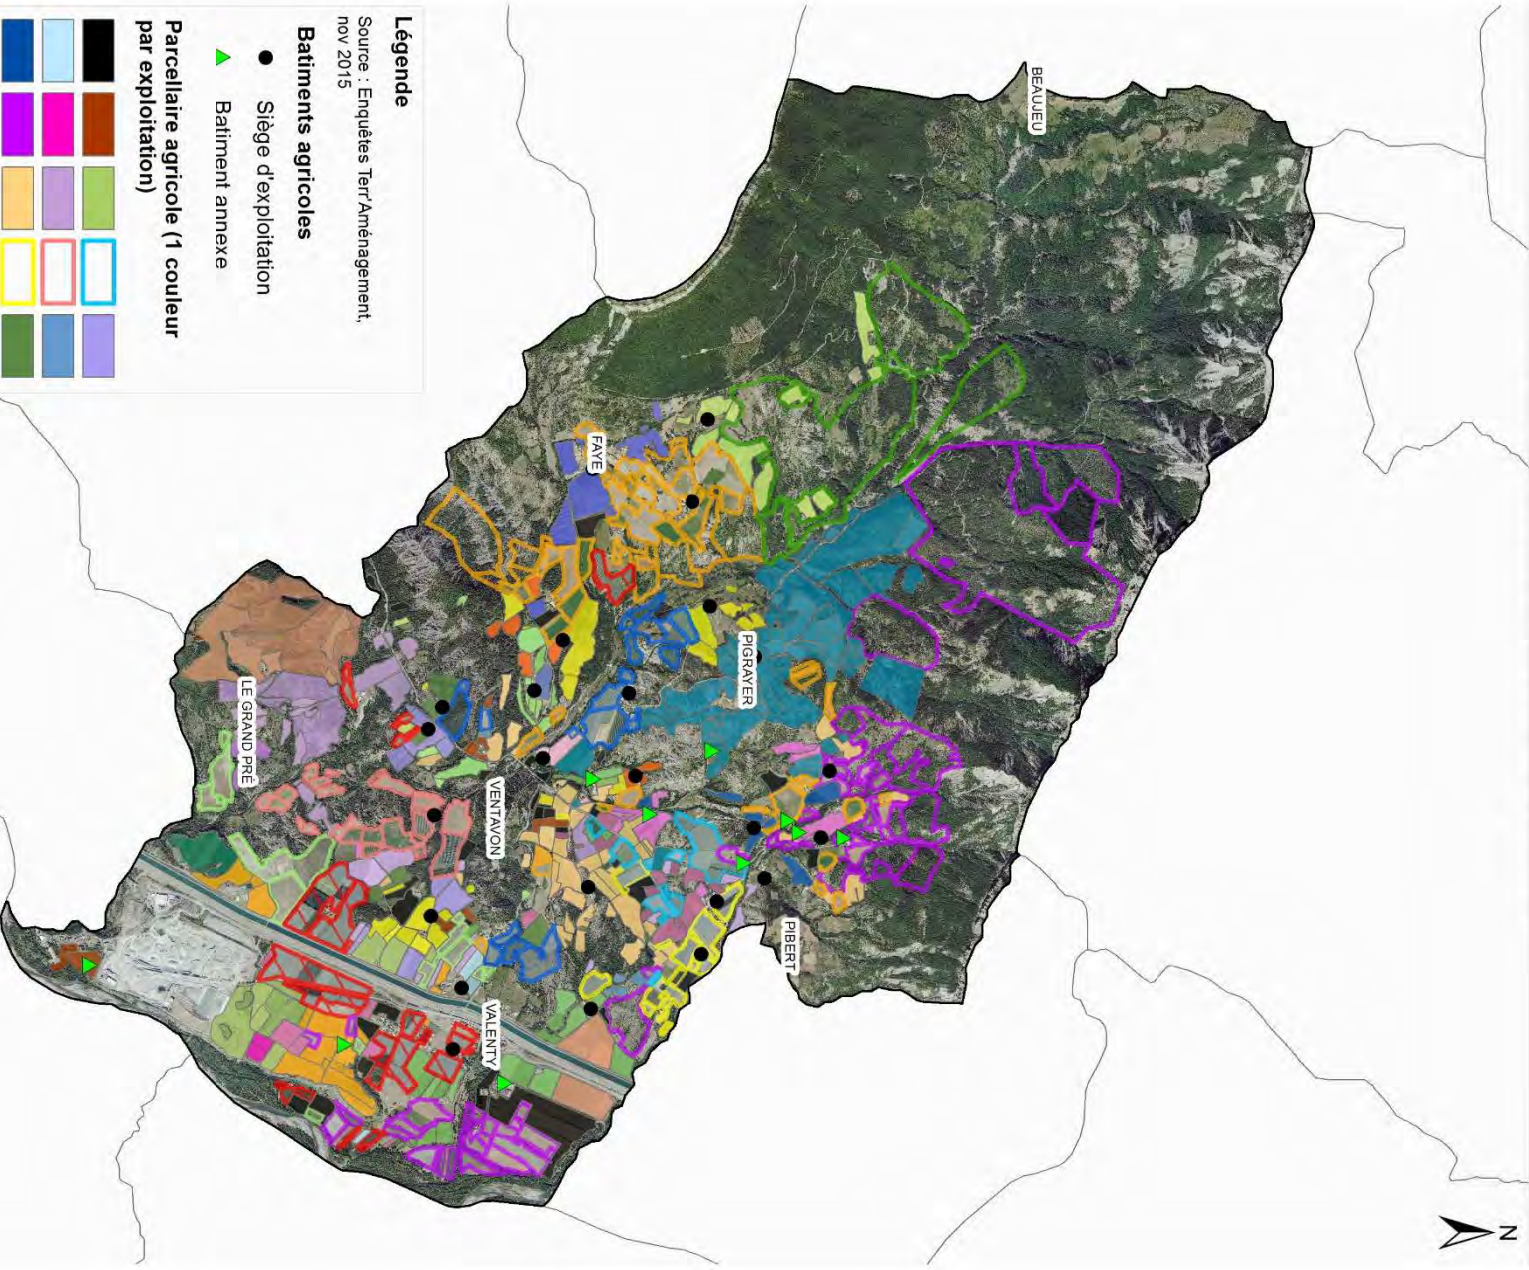 Légende
Source : Enquêtes Terr'Aménagement,
nov 2015
Batiments agricoles
Siège d'exploitation
Batiment annexe
Parcellaire agricole (1 couleur
par exploitation)
BEAUJEU
FAYE
PIGRAYER
LE GRAND PRÉ
VENTAVON
PIBERT
VALENTY
N